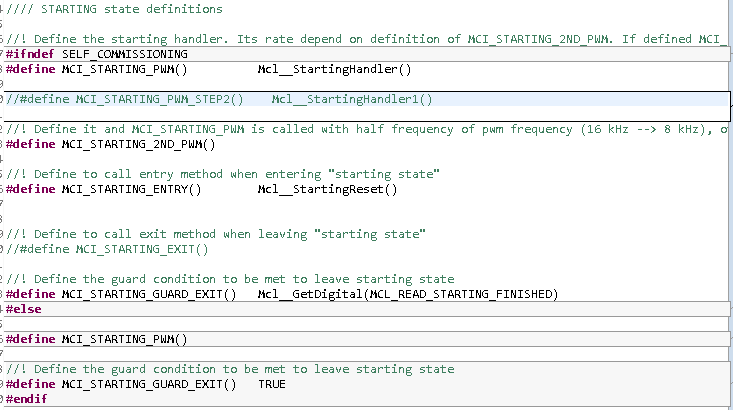 //// STARTING state definitions
//! Define the starting handler. Its rate depend on definition of MCI_STARTING_2ND_PWM. If defined MCI_
#ifndef SELF_COMMISSIONING
#define MCI_STARTING_PWM() Mcl__StartingHandler()
//#define MCI_STARTING_PWM_STEP2() Mcl__StartingHandler1()
//! Define it and MCI_STARTING_PWM is called with half frequency of pwm frequency (16 kHz --> 8 kHz), o
#define MCI_STARTING_2ND_PWM()
//! Define to call entry method when entering "starting state"
#define MCI_STARTING_ENTRY() Mcl__StartingReset()
//! Define to call exit method when leaving "starting state"
//#define MCI_STARTING_EXIT()
//! Define the guard condition to be met to leave starting state
#define MCI_STARTING_GUARD_EXIT() Mcl__GetDigital(MCL_READ_STARTING_FINISHED)
#else
#define MCI_STARTING_PWM()
//! Define the guard condition to be met to leave starting state
#define MCI_STARTING_GUARD_EXIT() TRUE
#endif